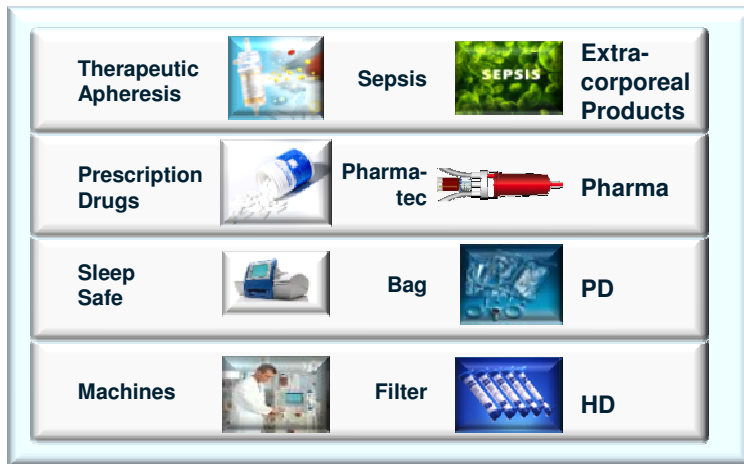 Therapeutic
Apheresis
Sepsis
SEPSIS
Extra-
corporeal
Products
Prescription
Drugs
Pharma-
tec
Pharma
Sleep
Safe
Bag
PD
Machines
Filter
HD